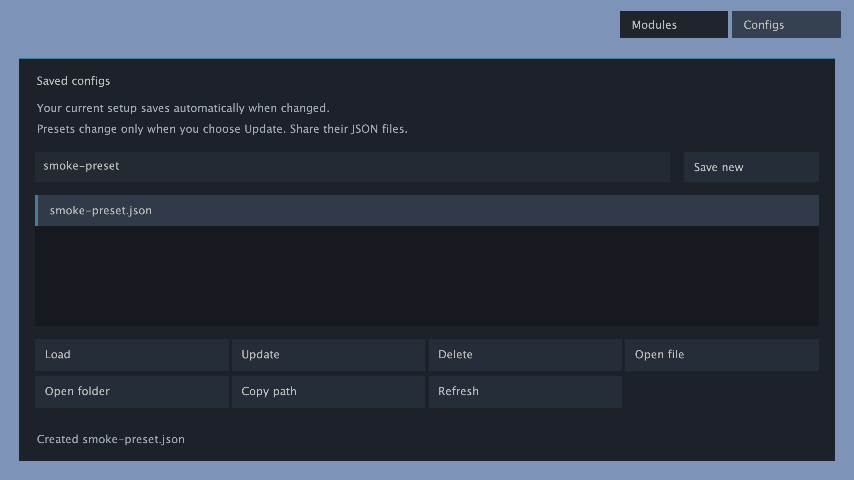 Modules
Configs
Saved configs
Your current setup saves automatically when changed.
Presets change only when you choose Update. Share their JSON files.
smoke-preset
Save new
smoke-preset.json
Load
Update
Delete
Open file
Open folder
Copy path
Refresh
Created smoke-preset.json